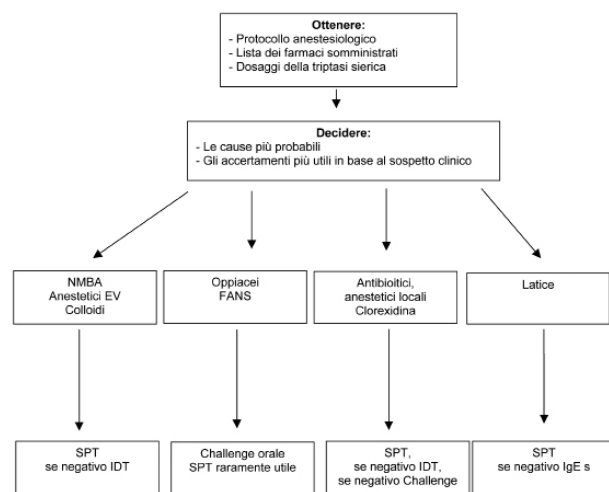 Ottenere:
- Protocollo anestesiologico
- Lista dei farmaci somministrati
- Dosaggi della triptasi sierica
Decidere:
- Le cause più probabili
- Gli accertamenti più utili in base al sospetto clinico
NMBA
Anestetici EV
Colloidi
Oppiacei
FANS
Antibioitici,
anestetici locali
Clorexidina
Latice
SPT
se negativo IDT
Challenge orale
SPT raramente utile
SPT,
se negativo IDT,
se negativo Challenge
SPT
se negativo IgE s